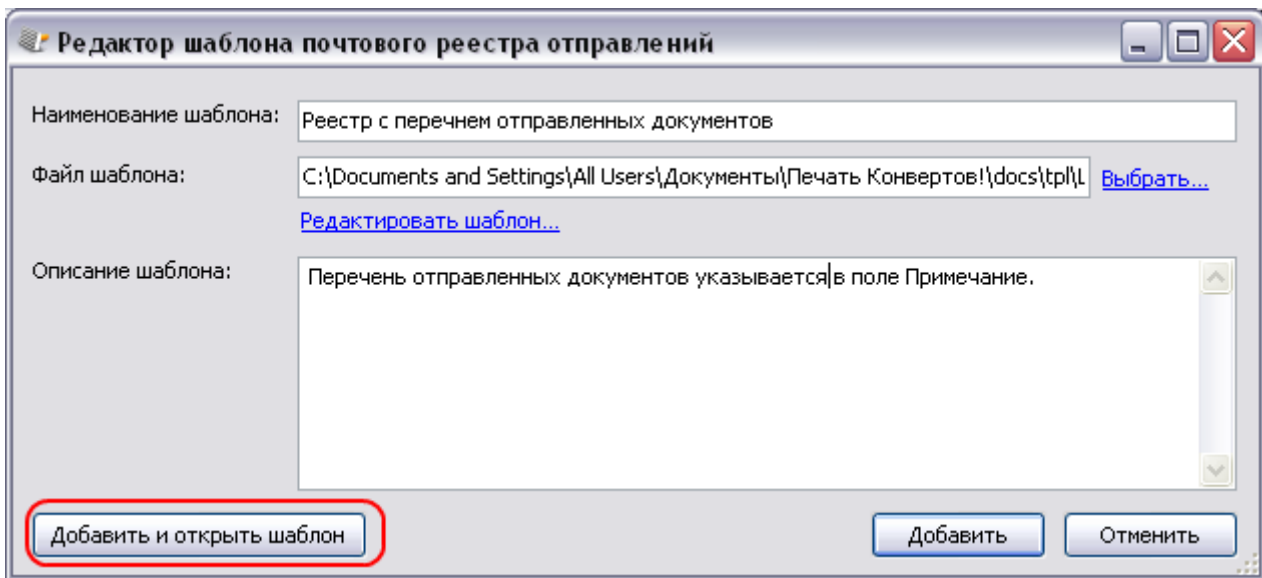 Редактор шаблона почтового реестра отправлений
Наименование шаблона: Реестр с перечнем отправленных документов
Файл шаблона: C:\Documents and Settings\All Users\Документы\Печать Конвертов!\docs\tpl\L Выбрать...
Редактировать шаблон...
Описание шаблона: Перечень отправленных документов указывается в поле Примечание.
Добавить и открыть шаблон Добавить Отменить